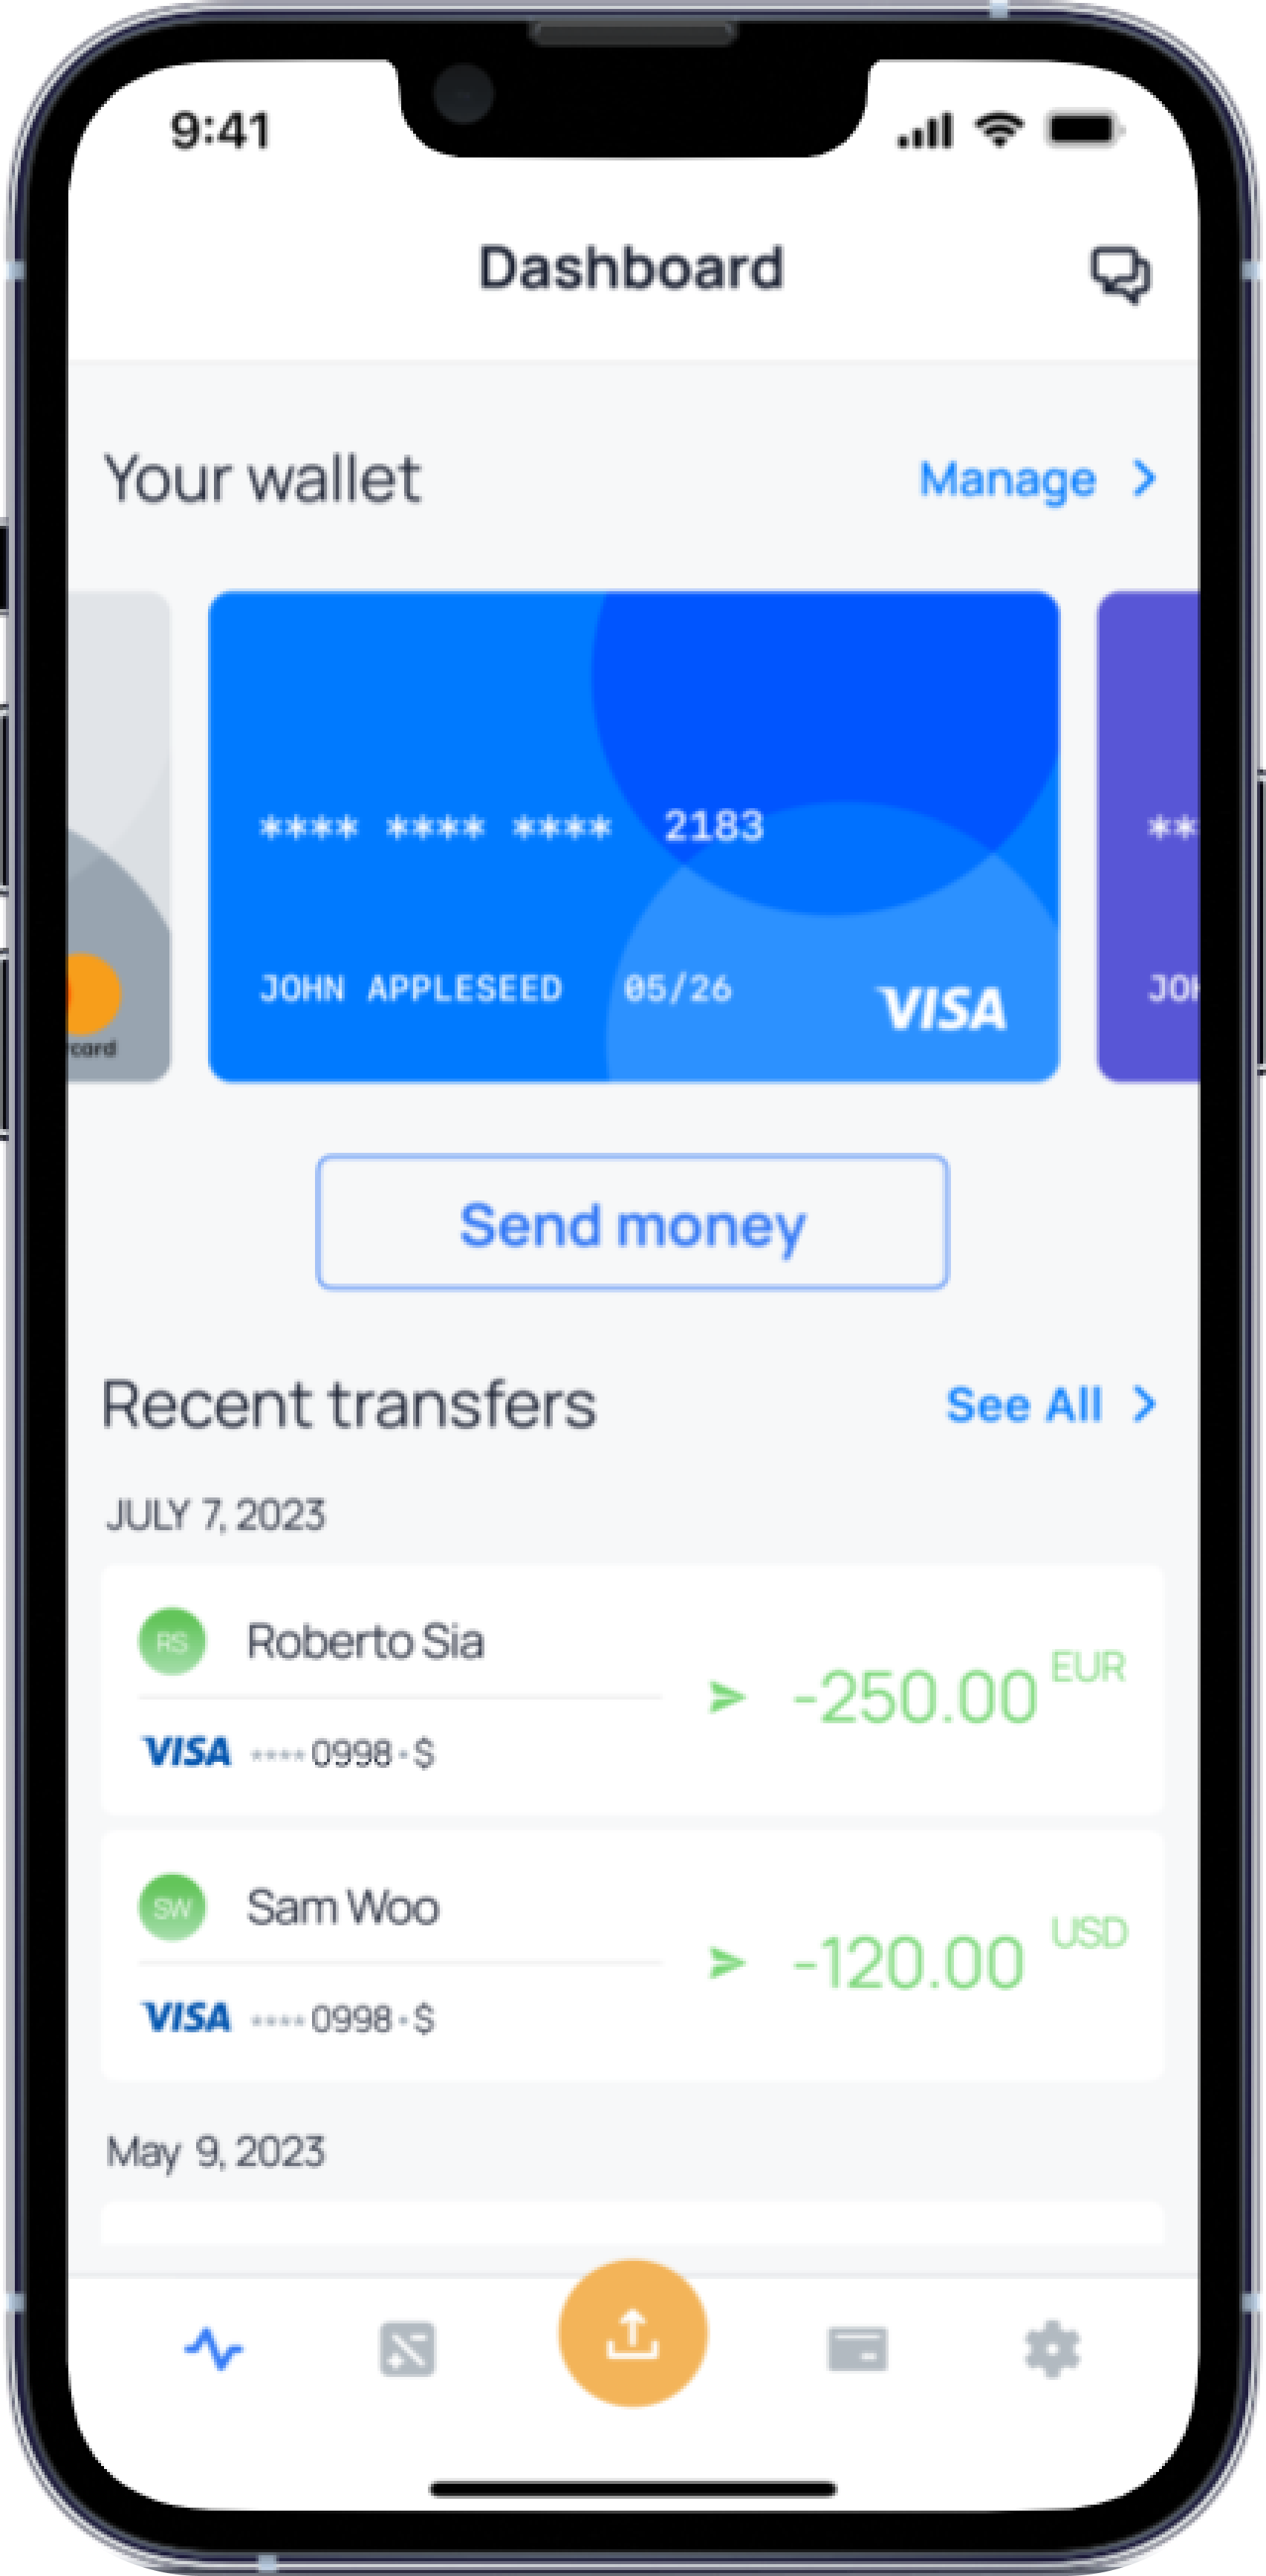 9:41
Dashboard
Your wallet
Manage
**** **** **** 2183
**
JOHN APPLESEED 05/26
VISA
JOH
rcard
Send money
Recent transfers
See All
JULY 7, 2023
RS
Roberto Sia
-250.00 EUR
VISA ****0998 • $
SW
Sam Woo
-120.00 USD
VISA ****0998 • $
May 9, 2023